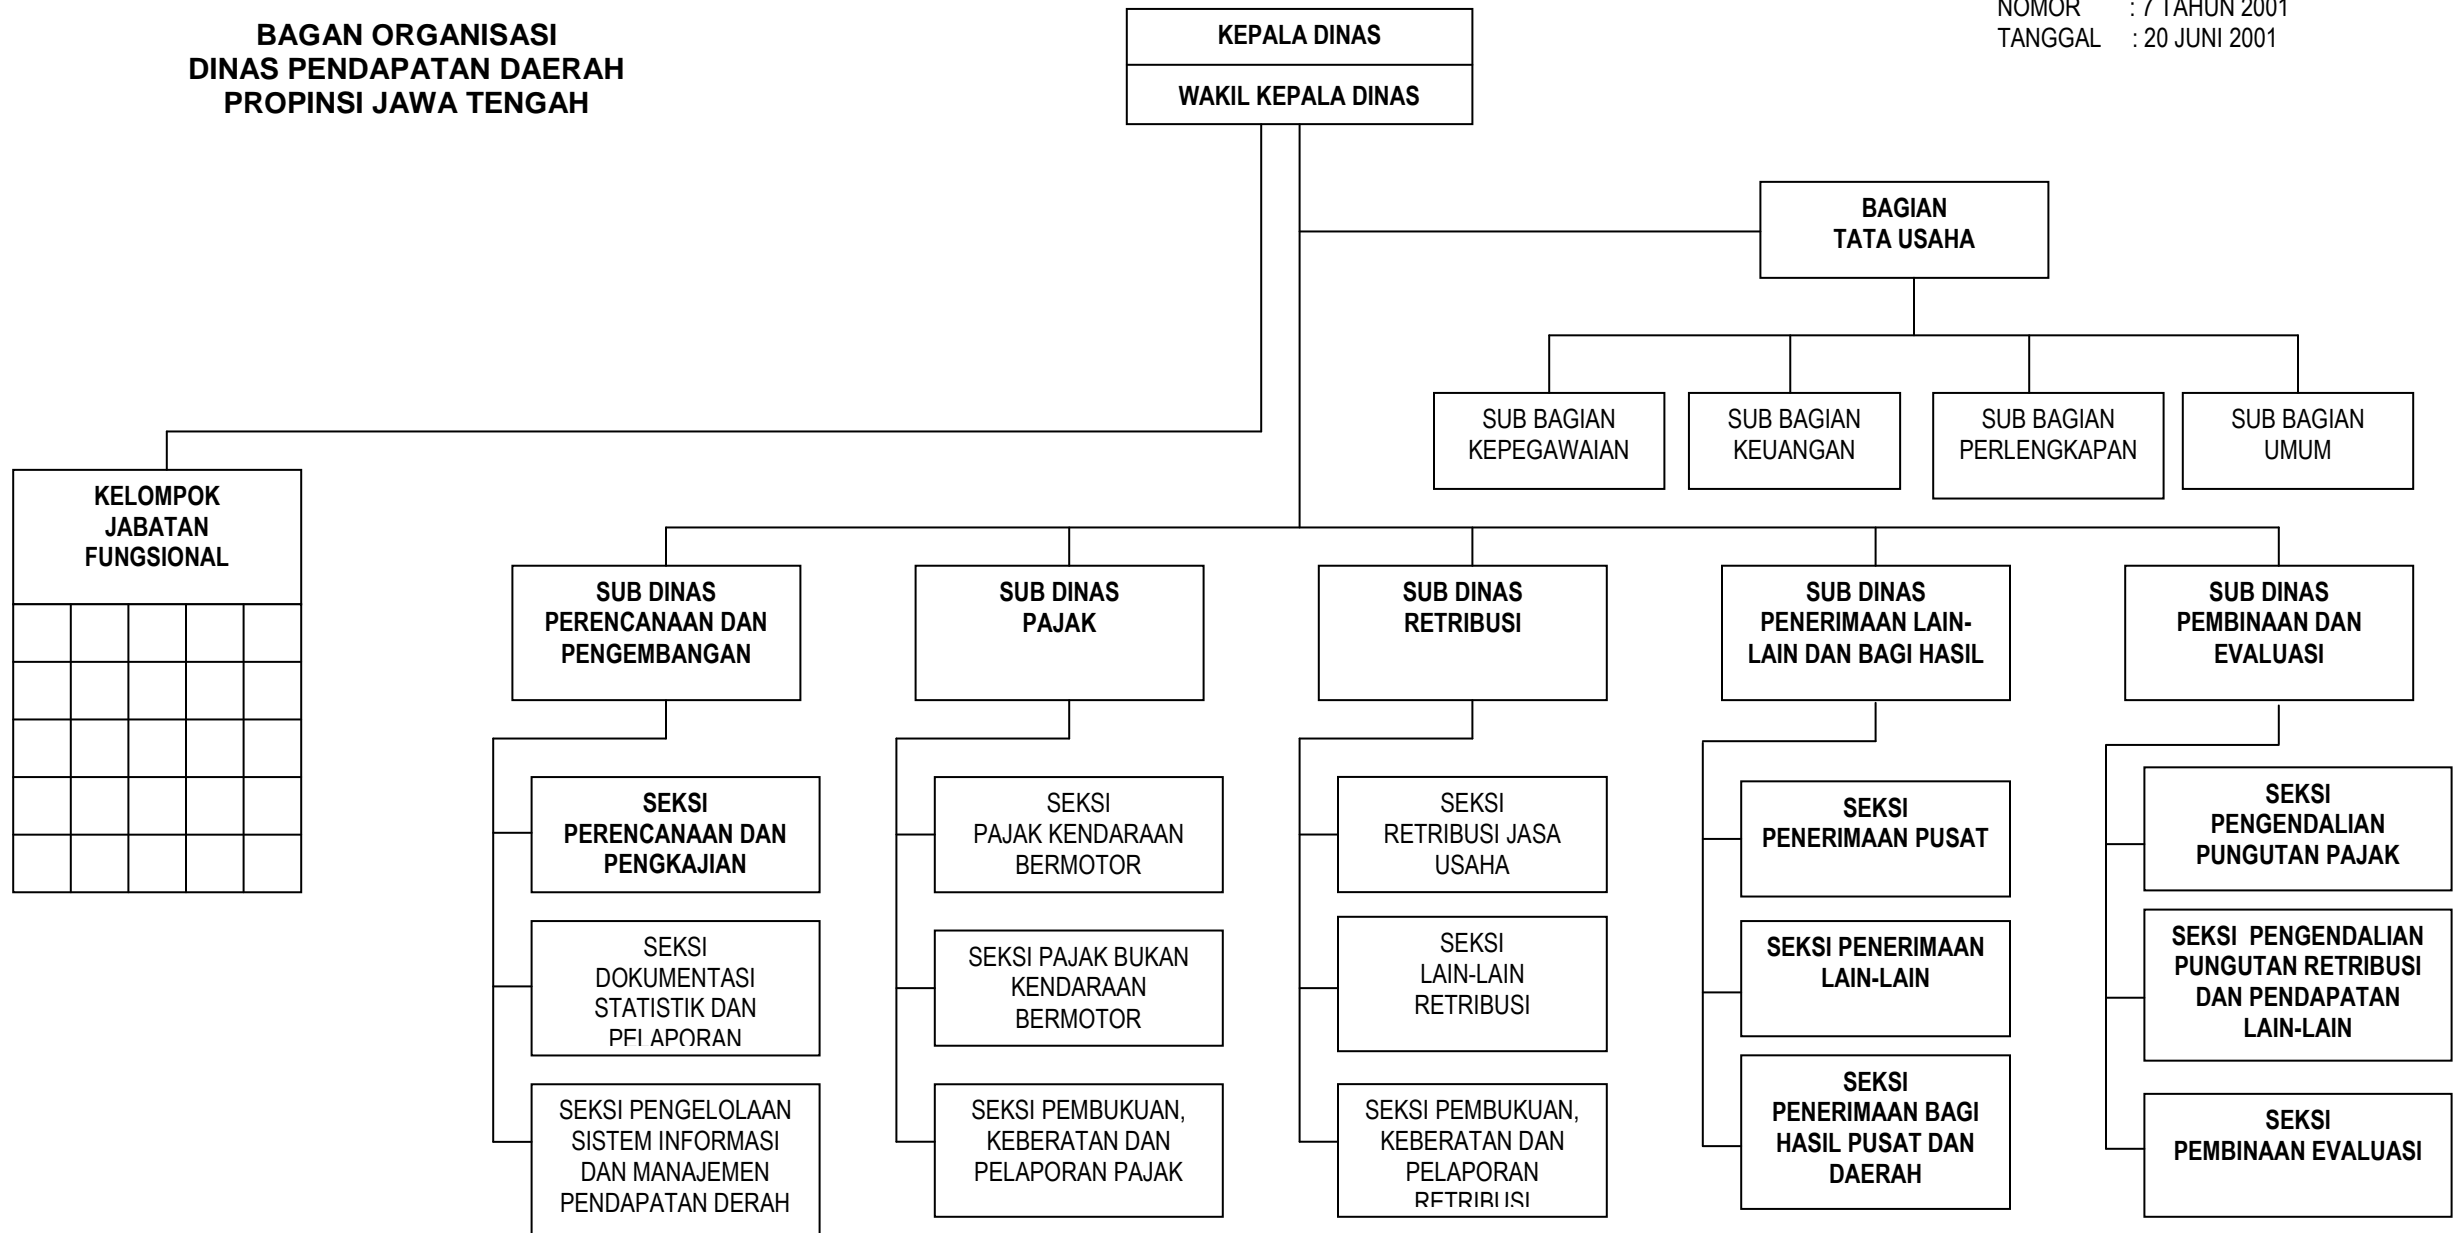 BAGAN ORGANISASI
DINAS PENDAPATAN DAERAH
PROPINSI JAWA TENGAH
NOMOR : 7 TAHUN 2001
TANGGAL : 20 JUNI 2001
KEPALA DINAS
WAKIL KEPALA DINAS
BAGIAN
TATA USAHA
SUB BAGIAN
KEPEGAWAIAN
SUB BAGIAN
KEUANGAN
SUB BAGIAN
PERLENGKAPAN
SUB BAGIAN
UMUM
KELOMPOK
JABATAN
FUNGSIONAL
SUB DINAS
PERENCANAAN DAN
PENGEMBANGAN
SUB DINAS
PAJAK
SUB DINAS
RETRIBUSI
SUB DINAS
PENERIMAAN LAIN-
LAIN DAN BAGI HASIL
SUB DINAS
PEMBINAAN DAN
EVALUASI
SEKSI
PERENCANAAN DAN
PENGKAJIAN
SEKSI
DOKUMENTASI
STATISTIK DAN
PELAPORAN
SEKSI PENGELOLAAN
SISTEM INFORMASI
DAN MANAJEMEN
PENDAPATAN DERAH
SEKSI
PAJAK KENDARAAN
BERMOTOR
SEKSI PAJAK BUKAN
KENDARAAN
BERMOTOR
SEKSI PEMBUKUAN,
KEBERATAN DAN
PELAPORAN PAJAK
SEKSI
RETRIBUSI JASA
USAHA
SEKSI
LAIN-LAIN
RETRIBUSI
SEKSI PEMBUKUAN,
KEBERATAN DAN
PELAPORAN
RETRIBUSI
SEKSI
PENERIMAAN PUSAT
SEKSI PENERIMAAN
LAIN-LAIN
SEKSI
PENERIMAAN BAGI
HASIL PUSAT DAN
DAERAH
SEKSI
PENGENDALIAN
PUNGUTAN PAJAK
SEKSI PENGENDALIAN
PUNGUTAN RETRIBUSI
DAN PENDAPATAN
LAIN-LAIN
SEKSI
PEMBINAAN EVALUASI